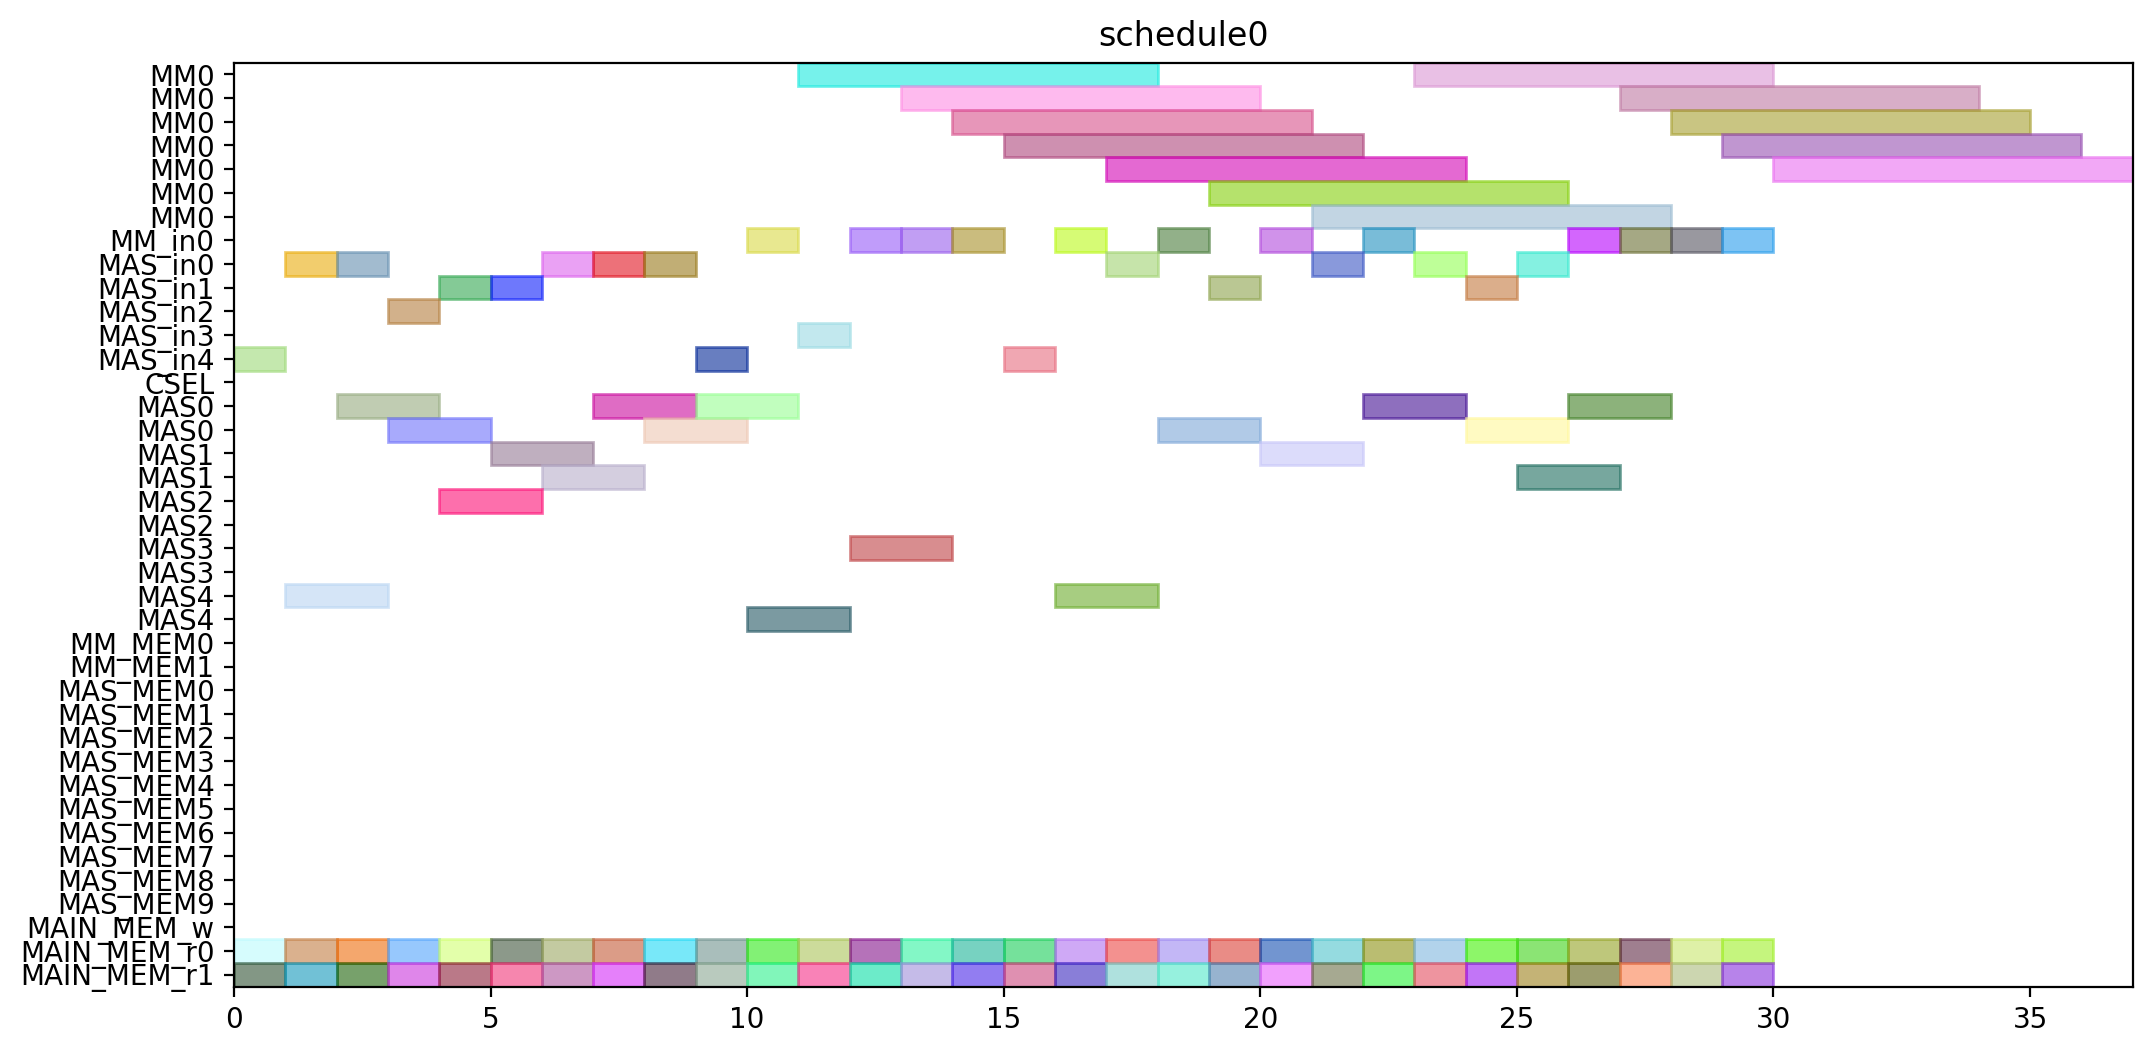 schedule0
MM0
MM0
MM0
MM0
MM0
MM0
MM0
MM_in0
MAS_in0
MAS_in1
MAS_in2
MAS_in3
MAS_in4
CSEL
MAS0
MAS0
MAS1
MAS1
MAS2
MAS2
MAS3
MAS3
MAS4
MAS4
MM_MEM0
MM_MEM1
MAS_MEM0
MAS_MEM1
MAS_MEM2
MAS_MEM3
MAS_MEM4
MAS_MEM5
MAS_MEM6
MAS_MEM7
MAS_MEM8
MAS_MEM9
MAIN_MEM_w
MAIN_MEM_r0
MAIN_MEM_r1
0 5 10 15 20 25 30 35